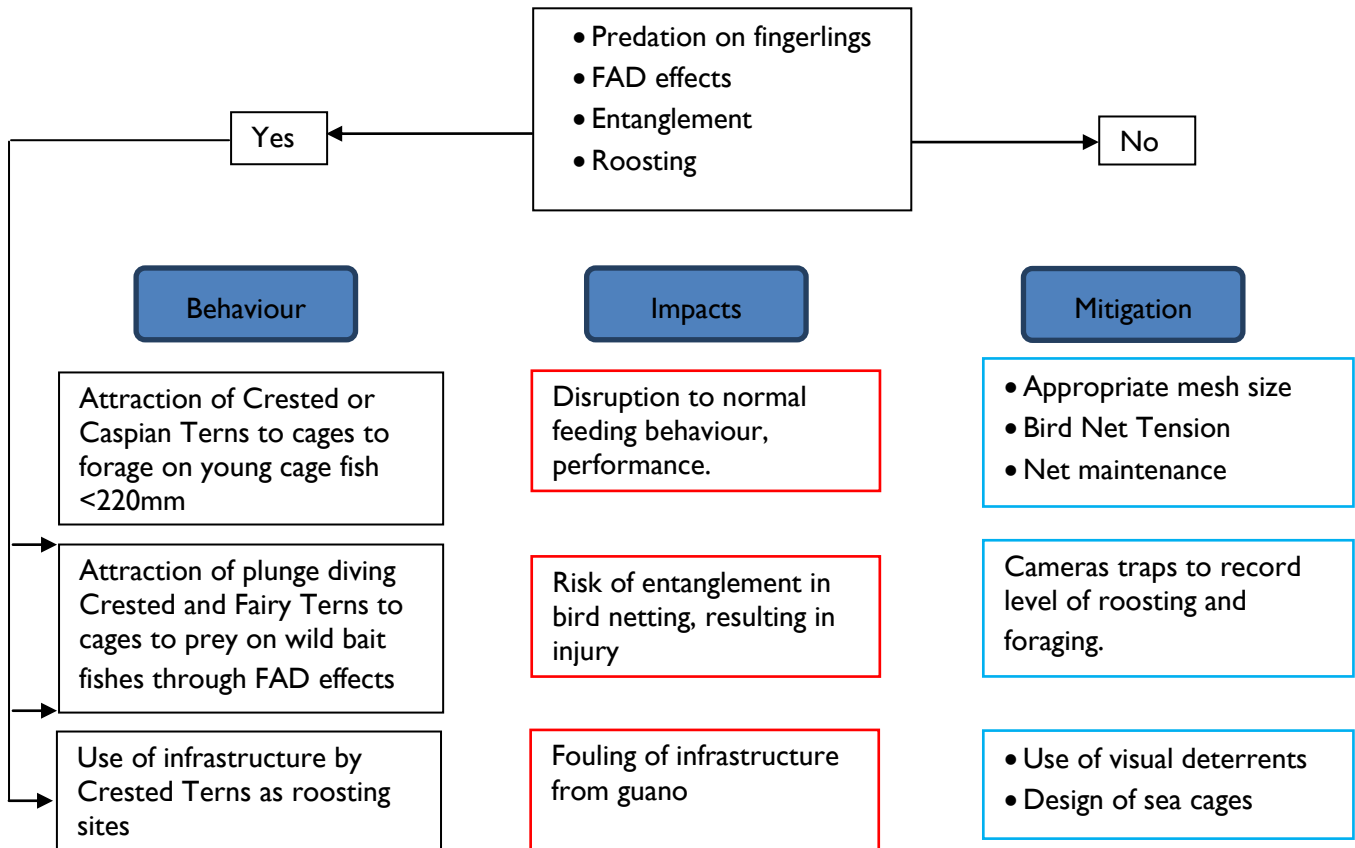 • Predation on fingerlings
• FAD effects
• Entanglement
• Roosting
Yes
No
Behaviour
Impacts
Mitigation
Attraction of Crested or
Caspian Terns to cages to
forage on young cage fish
<220mm
Disruption to normal
feeding behaviour,
performance.
• Appropriate mesh size
• Bird Net Tension
• Net maintenance
Attraction of plunge diving
Crested and Fairy Terns to
cages to prey on wild bait
fishes through FAD effects
Risk of entanglement in
bird netting, resulting in
injury
Cameras traps to record
level of roosting and
foraging.
Use of infrastructure by
Crested Terns as roosting
sites
Fouling of infrastructure
from guano
• Use of visual deterrents
• Design of sea cages